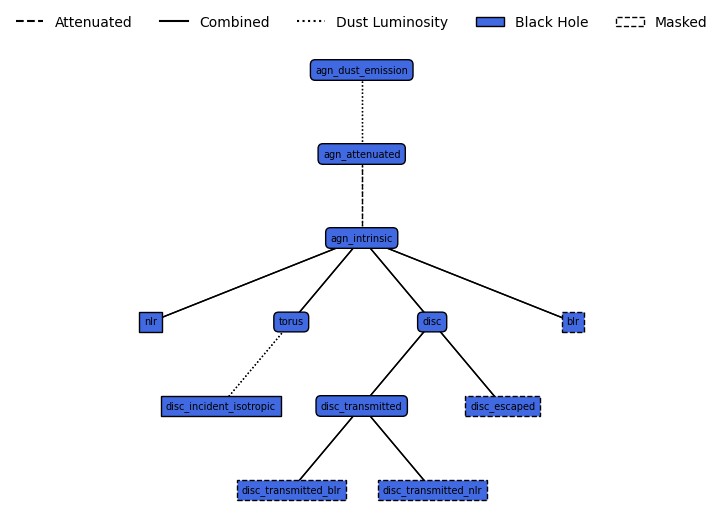 Attenuated Combined Dust Luminosity Black Hole Masked
agn_dust_emission
agn_attenuated
agn_intrinsic
nlr torus disc blr
disc_incident_isotropic disc_transmitted disc_escaped
disc_transmitted_blr disc_transmitted_nlr